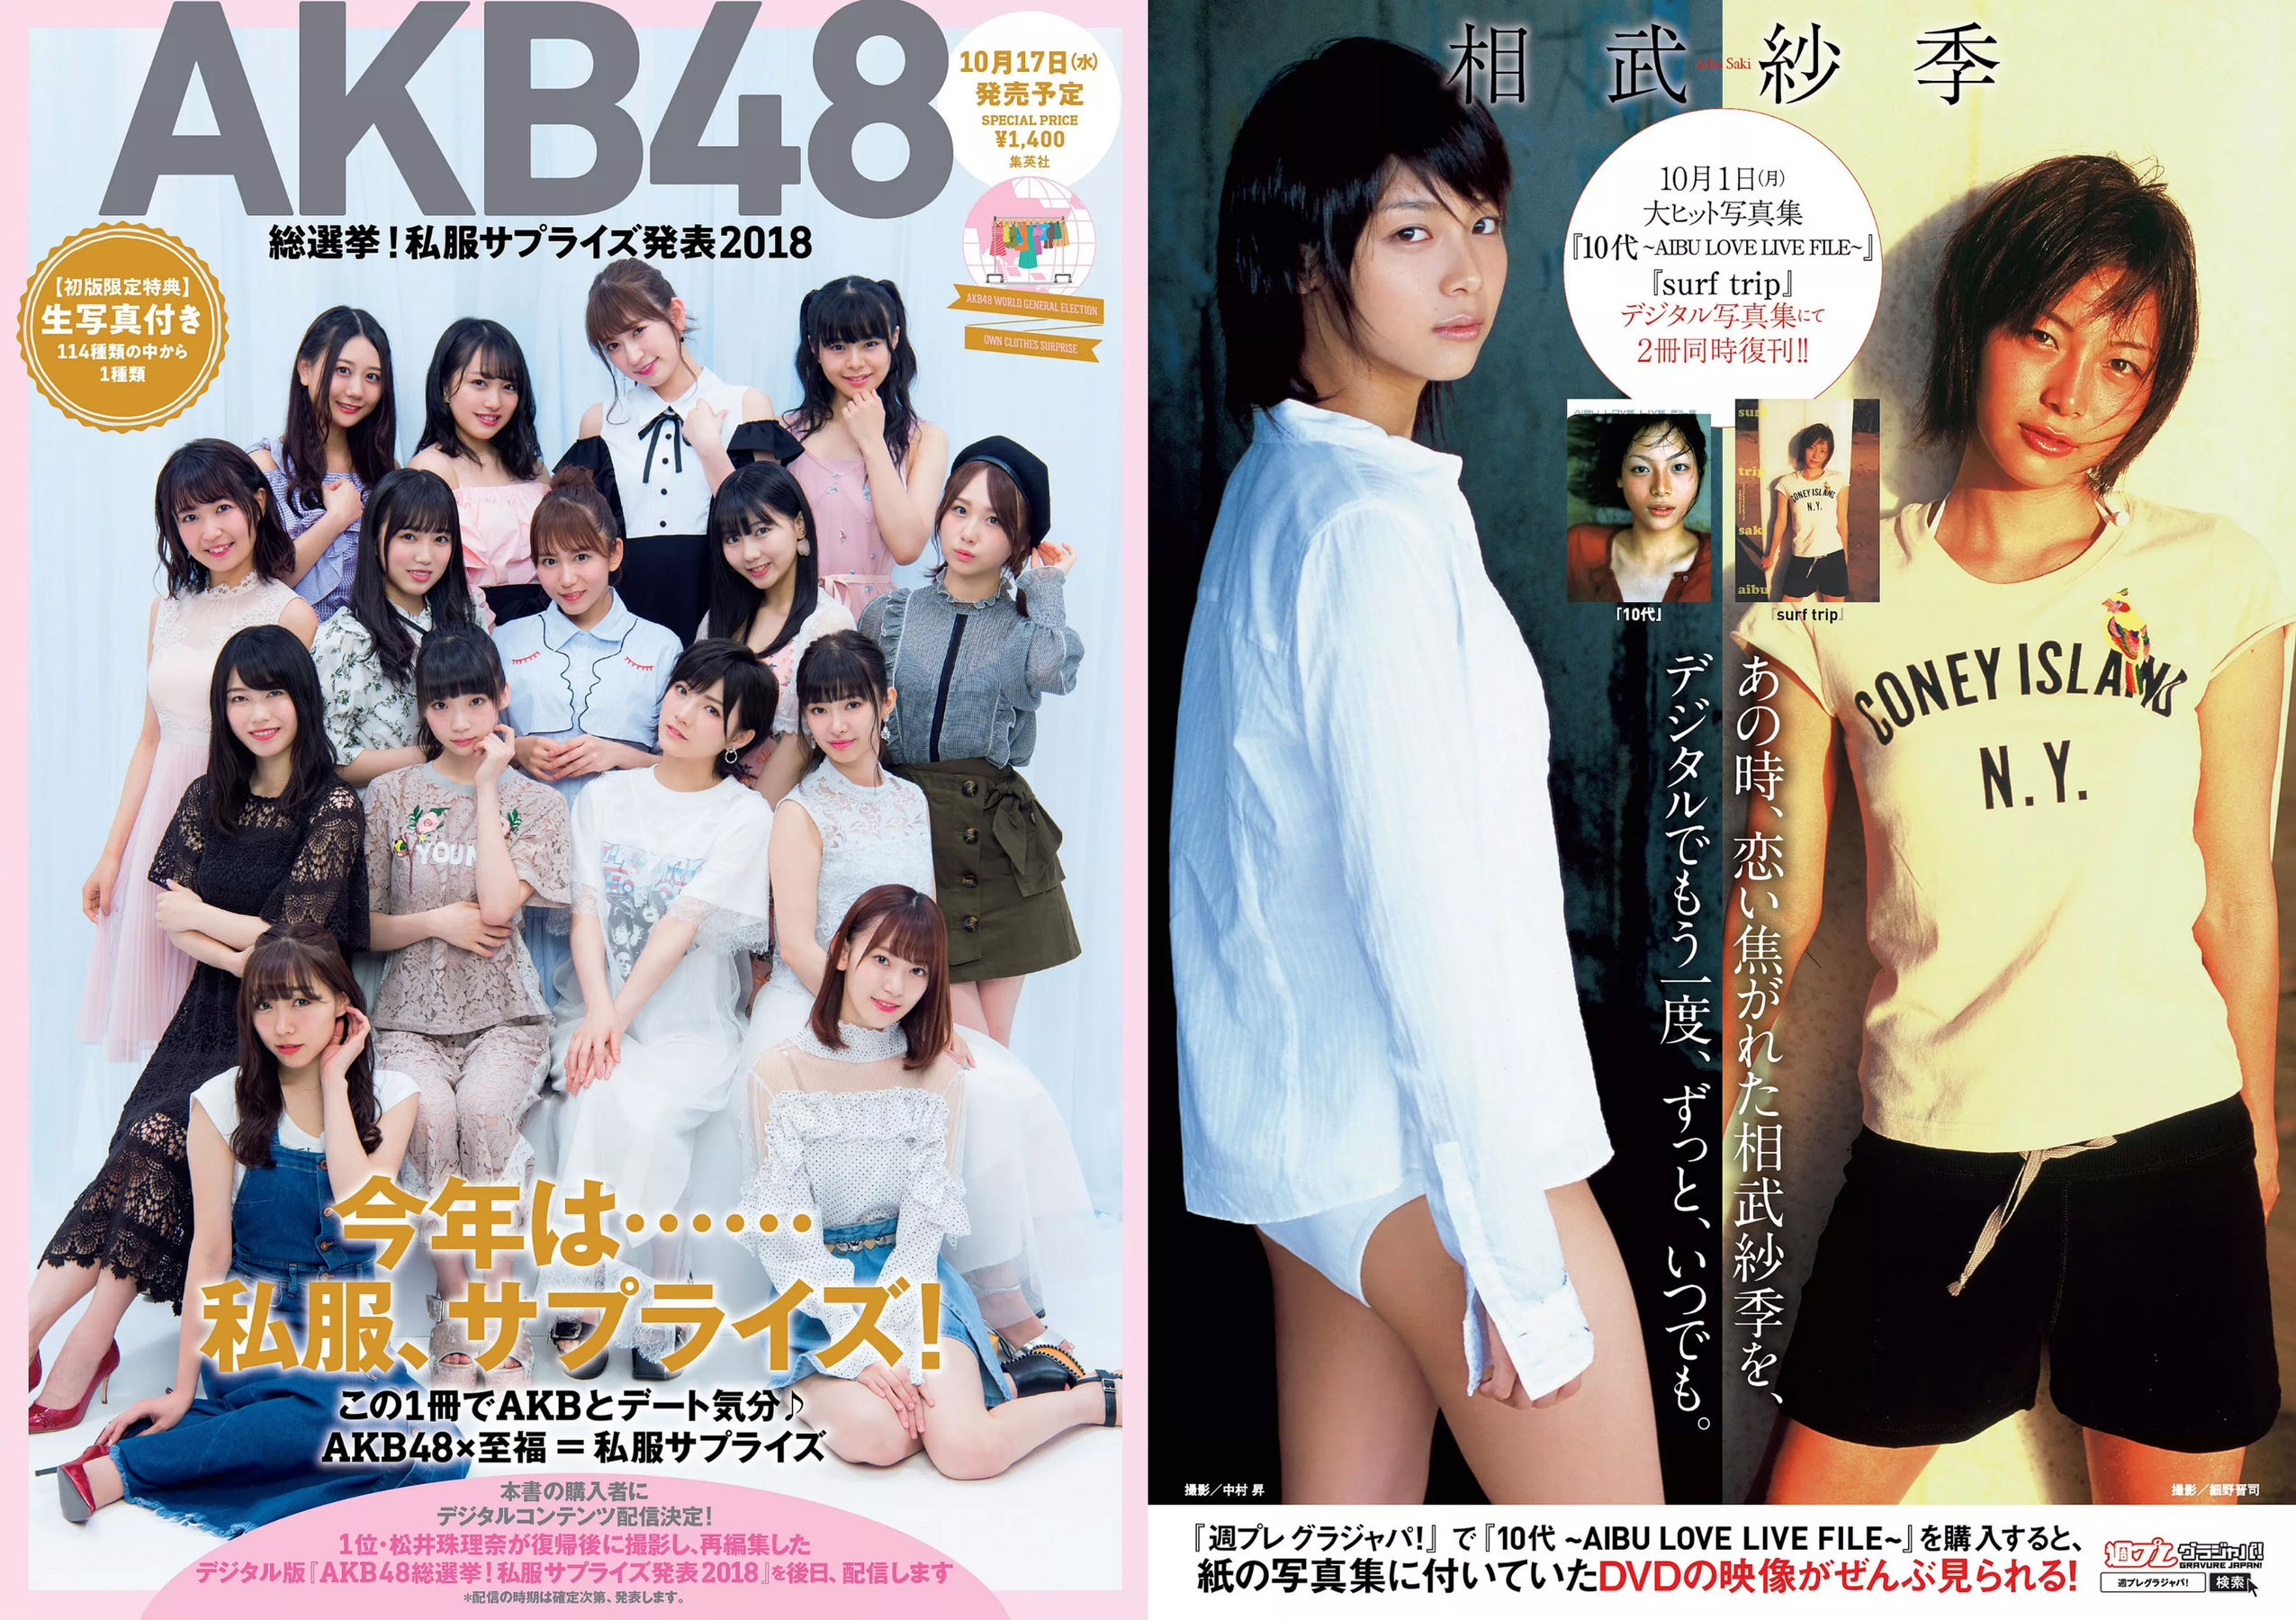 AKB48
10月17日(水)
発売予定
SPECIAL PRICE
¥1,400
集英社
総選挙!私服サプライズ発表2018
AKB48 WORLD GENERAL ELECTION
OWN CLOTHES SURPRISE
【初版限定特典】
生写真付き
114種類の中から
1種類
YOUN
今年は……
私服、サプライズ!
この1冊でAKBとデート気分♪
AKB48×至福=私服サプライズ
本書の購入者に
デジタルコンテンツ配信決定!
1位・松井珠理奈が復帰後に撮影し、再編集した
デジタル版『AKB48総選挙!私服サプライズ発表2018』を後日、配信します
*配信の時期は確定次第、発表します。
相武紗季
Aibu Saki
10月1日(月)
大ヒット写真集
『10代 ~AIBU LOVE LIVE FILE~』
『surf trip』
デジタル写真集にて
2冊同時復刊!!
AIBU LOVE LIVE FILE
surf
trip
saki
aibu
CONEY ISLAND
N.Y.
『10代』
『surf trip』
CONEY ISLAND
N.Y.
あの時、恋い焦がれた相武紗季を、
デジタルでもう一度、ずっと、いつでも。
撮影/中村 昇
撮影/細野晋司
『週プレ グラジャパ!』で『10代 ~AIBU LOVE LIVE FILE~』を購入すると、
紙の写真集に付いていたDVDの映像がぜんぶ見られる!
週プレ グラジャパ!
GRAVURE JAPAN!
週プレグラジャパ! 検索